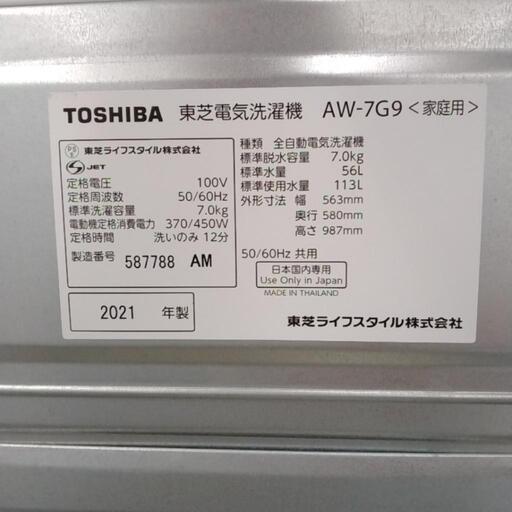 TOSHIBA 東芝電気洗濯機 AW-7G9 <家庭用>
PS E
東芝ライフスタイル株式会社
S JET
定格電圧 100V
定格周波数 50/60Hz
標準洗濯容量 7.0kg
電動機定格消費電力 370/450W
定格時間 洗いのみ 12分
製造番号 587788 AM
2021 年製
種類 全自動電気洗濯機
標準脱水容量 7.0kg
標準水量 56L
標準使用水量 113L
外形寸法 幅 563mm
奥行 580mm
高さ 987mm
50/60Hz 共用
日本国内専用
Use Only in Japan
MADE IN THAILAND
東芝ライフスタイル株式会社